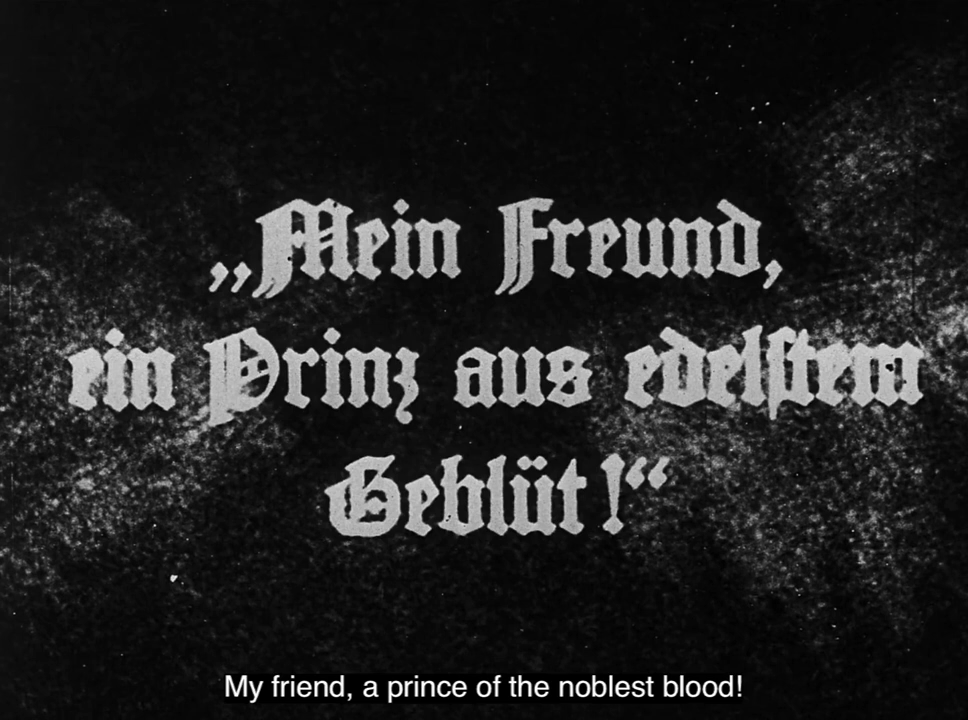 „Mein Freund,
ein Prinz aus edelstem
Geblüt!“
My friend, a prince of the noblest blood!